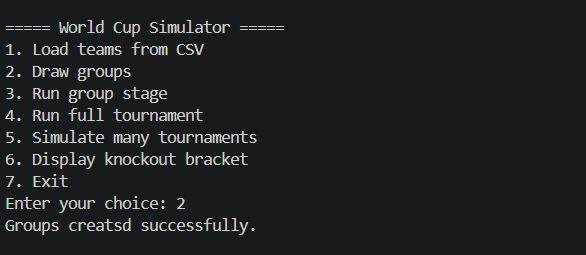 ===== World Cup Simulator =====
1. Load teams from CSV
2. Draw groups
3. Run group stage
4. Run full tournament
5. Simulate many tournaments
6. Display knockout bracket
7. Exit
Enter your choice: 2
Groups creatsd successfully.